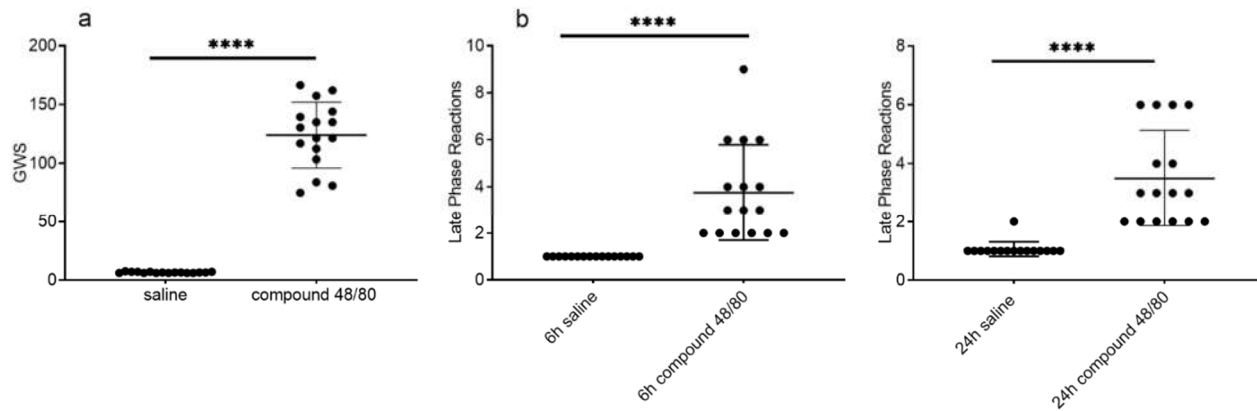 a
****
200
150
100
50
0
GWS
saline
compound 48/80
b
****
10
8
6
4
2
0
Late Phase Reactions
6h saline
6h compound 48/80
****
8
6
4
2
0
Late Phase Reactions
24h saline
24h compound 48/80